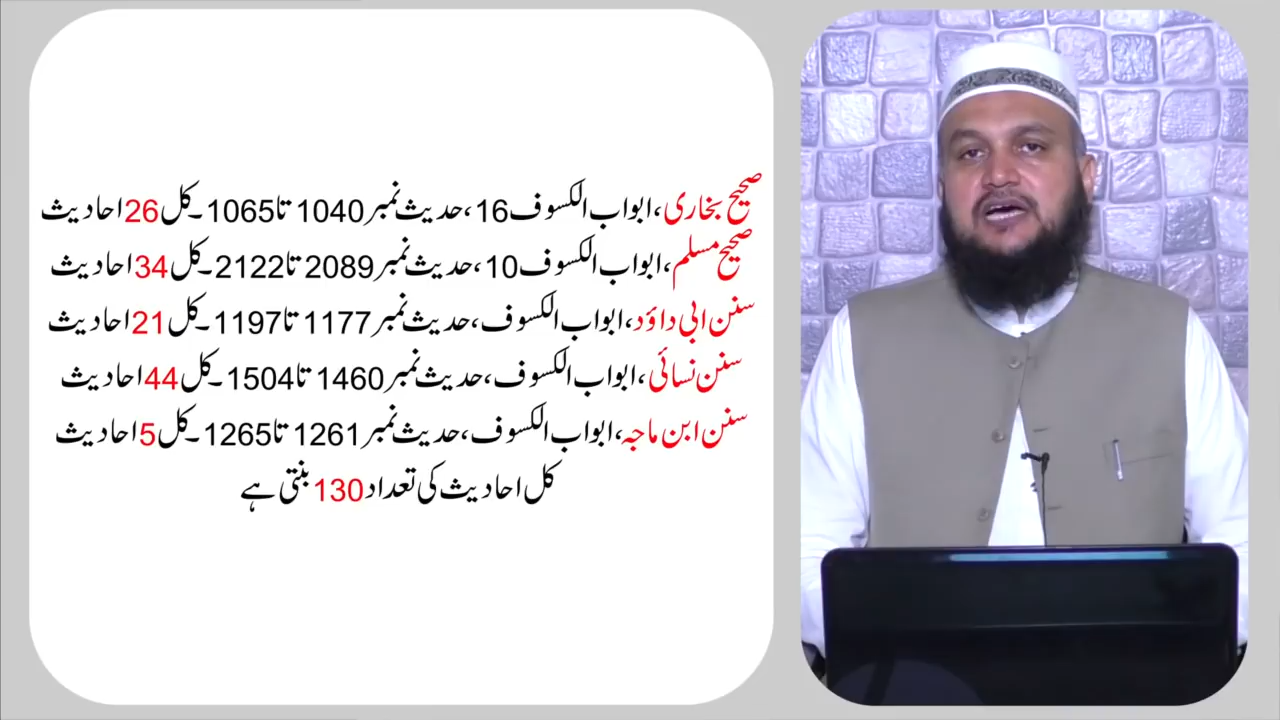 صحیح بخاری، ابواب الکسوف 16، حدیث نمبر 1040 تا 1065۔ کل 26 احادیث
صحیح مسلم، ابواب الکسوف 10، حدیث نمبر 2089 تا 2122۔ کل 34 احادیث
سنن ابی داؤد، ابواب الکسوف، حدیث نمبر 1177 تا 1197۔ کل 21 احادیث
سنن نسائی، ابواب الکسوف، حدیث نمبر 1460 تا 1504۔ کل 44 احادیث
سنن ابن ماجہ، ابواب الکسوف، حدیث نمبر 1261 تا 1265۔ کل 5 احادیث
کل احادیث کی تعداد 130 بنتی ہے